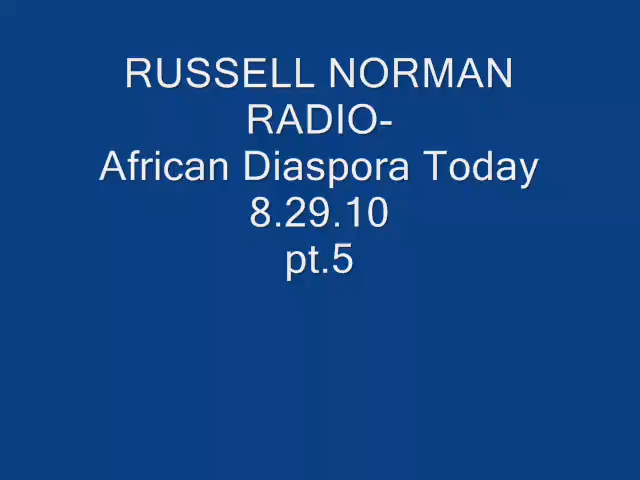 RUSSELL NORMAN
RADIO-
African Diaspora Today
8.29.10
pt.5